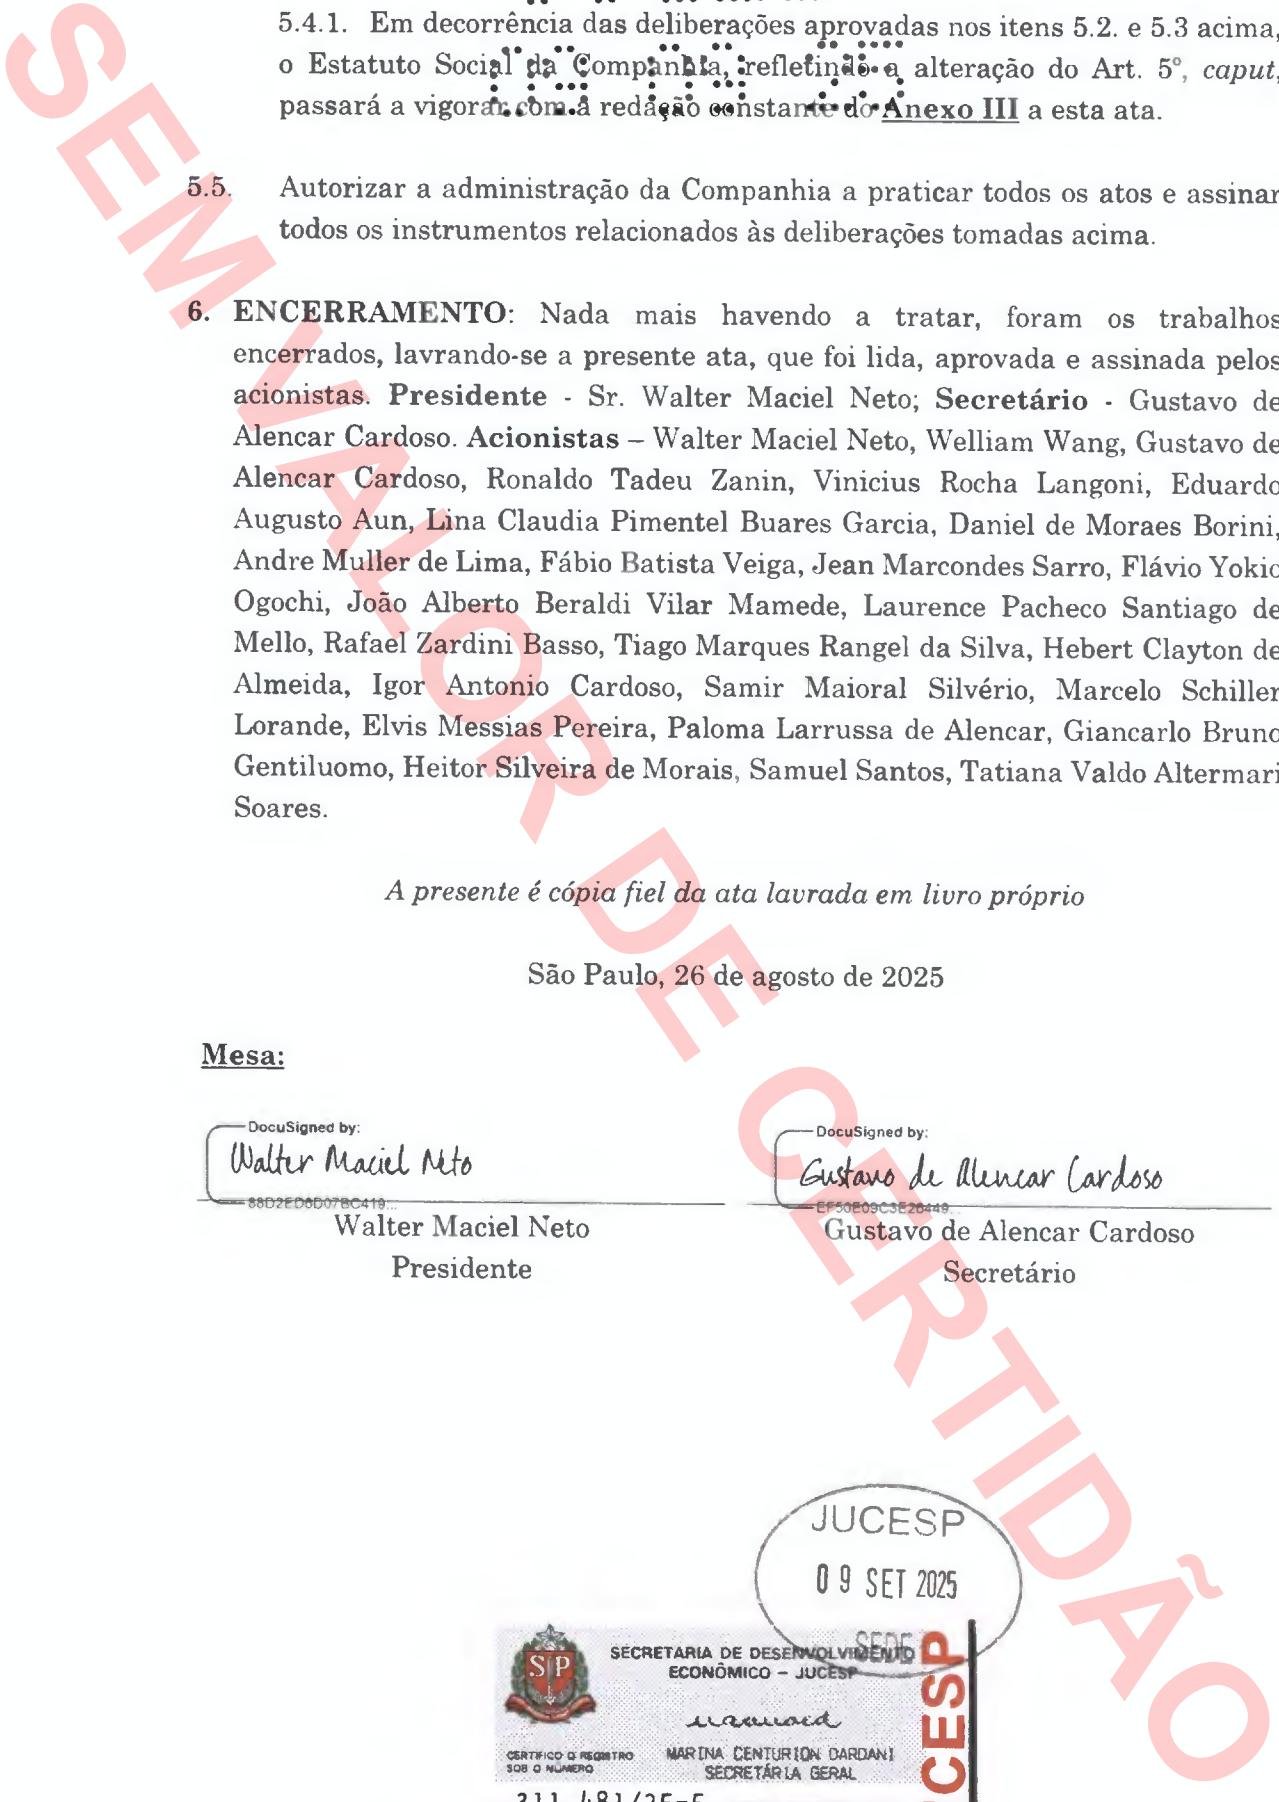 5.4.1. Em decorrência das deliberações aprovadas nos itens 5.2. e 5.3 acima,
o Estatuto Social da Companhia, refletindo a alteração do Art. 5º, caput,
passará a vigorar com a redação constante do Anexo III a esta ata.
5.5. Autorizar a administração da Companhia a praticar todos os atos e assinar
todos os instrumentos relacionados às deliberações tomadas acima.
6. ENCERRAMENTO: Nada mais havendo a tratar, foram os trabalhos
encerrados, lavrando-se a presente ata, que foi lida, aprovada e assinada pelos
acionistas. Presidente - Sr. Walter Maciel Neto; Secretário - Gustavo de
Alencar Cardoso. Acionistas – Walter Maciel Neto, Welliam Wang, Gustavo de
Alencar Cardoso, Ronaldo Tadeu Zanin, Vinicius Rocha Langoni, Eduardo
Augusto Aun, Lina Claudia Pimentel Buares Garcia, Daniel de Moraes Borini,
Andre Muller de Lima, Fábio Batista Veiga, Jean Marcondes Sarro, Flávio Yokio
Ogochi, João Alberto Beraldi Vilar Mamede, Laurence Pacheco Santiago de
Mello, Rafael Zardini Basso, Tiago Marques Rangel da Silva, Hebert Clayton de
Almeida, Igor Antonio Cardoso, Samir Maioral Silvério, Marcelo Schiller
Lorande, Elvis Messias Pereira, Paloma Larrussa de Alencar, Giancarlo Bruno
Gentiluomo, Heitor Silveira de Morais, Samuel Santos, Tatiana Valdo Altermari
Soares.
A presente é cópia fiel da ata lavrada em livro próprio
São Paulo, 26 de agosto de 2025
Mesa:
DocuSigned by:
Walter Maciel Neto
88D2ED6D07BC419...
Walter Maciel Neto
Presidente
DocuSigned by:
Gustavo de Alencar Cardoso
EF50E09C3E26449...
Gustavo de Alencar Cardoso
Secretário
JUCESP
09 SET 2025
SEDE
SP
SECRETARIA DE DESENVOLVIMENTO
ECONÔMICO – JUCESP
CERTIFICO O REGISTRO
SOB O NÚMERO
MARINA CENTURION DARDANI
SECRETÁRIA GERAL
CESP
SEM VALOR DE CERTIDÃO